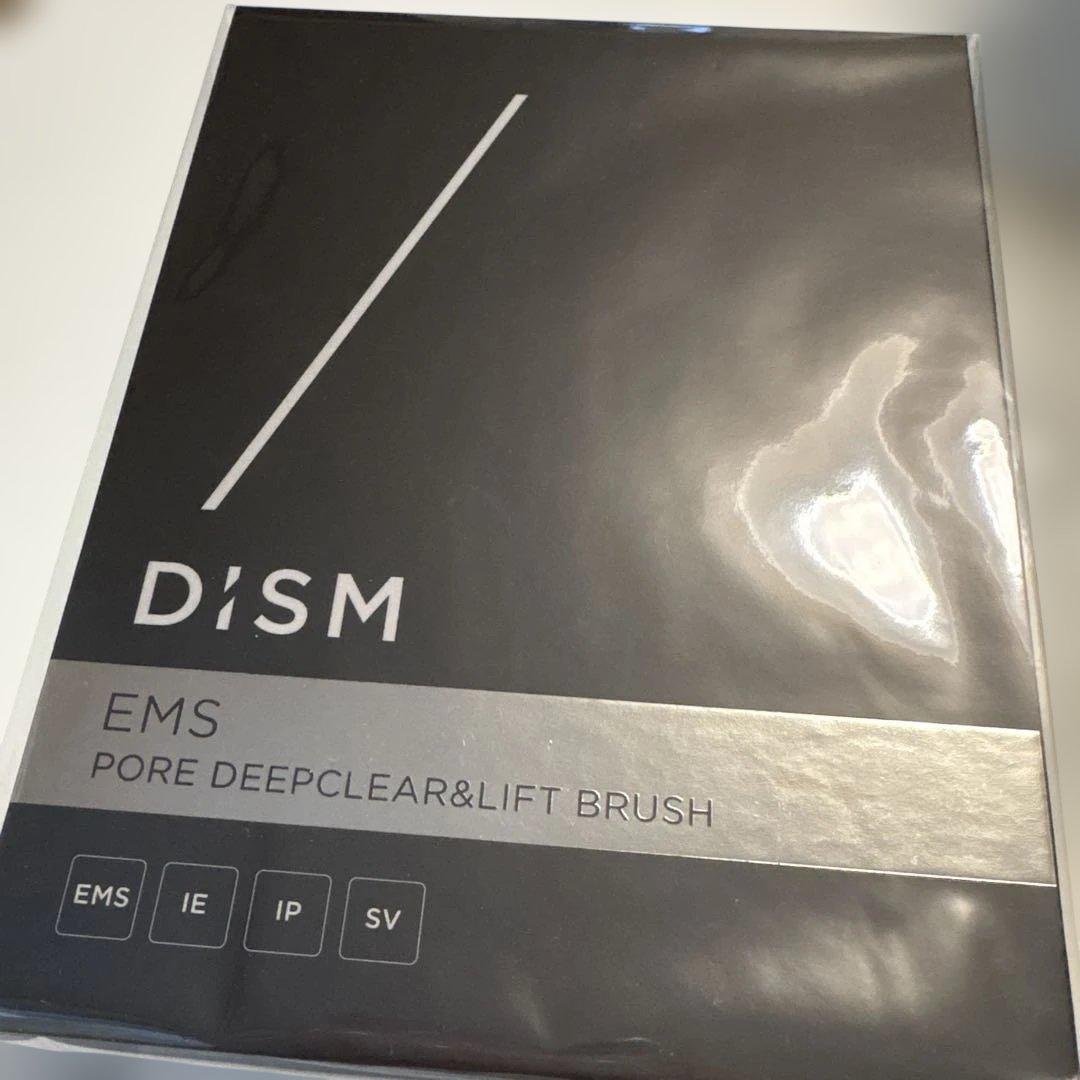 DISM
EMS
PORE DEEPCLEAR&LIFT BRUSH
EMS IE IP SV